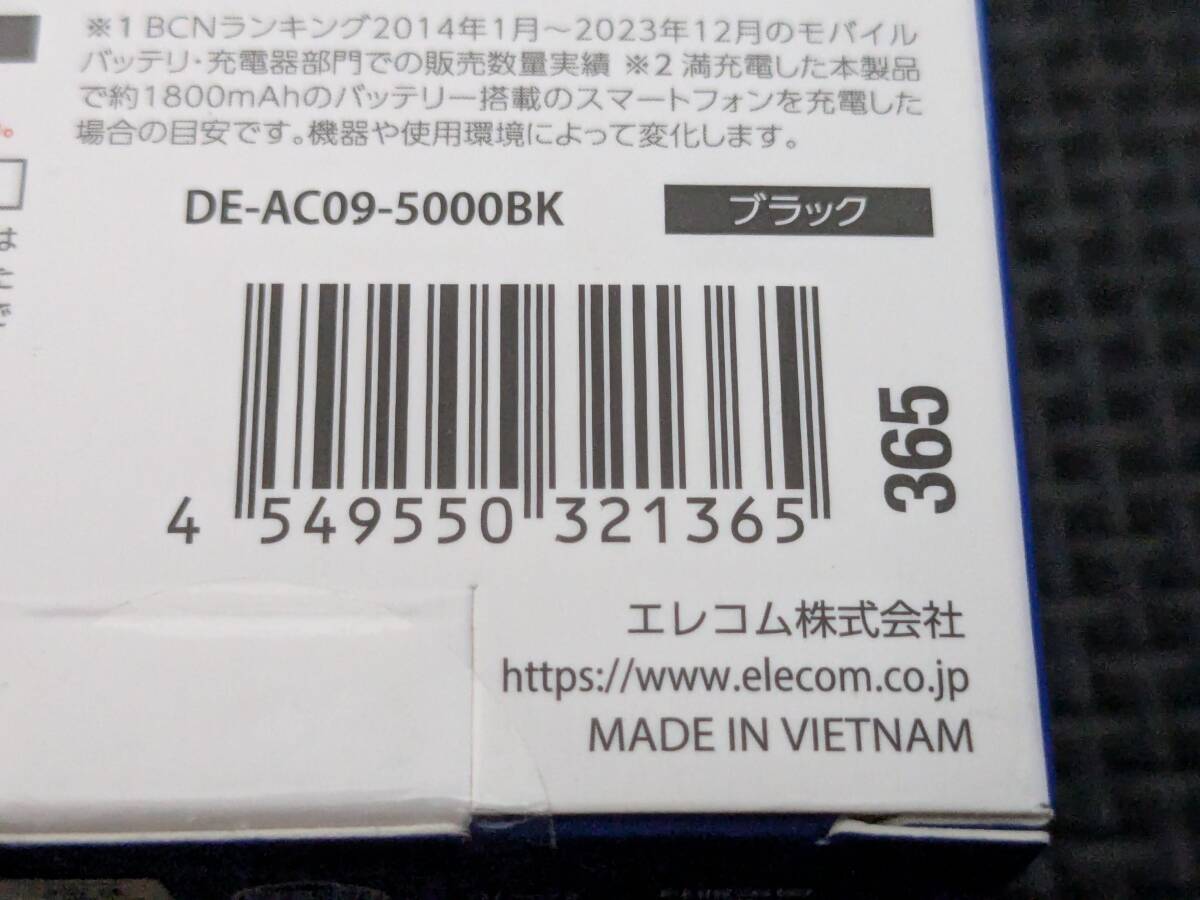 ※1 BCNランキング2014年1月～2023年12月のモバイル
バッテリ・充電器部門での販売数量実績 ※2 満充電した本製品
で約1800mAhのバッテリー搭載のスマートフォンを充電した
場合の目安です。機器や使用環境によって変化します。
DE-AC09-5000BK
ブラック
は
た
で
365
4 549550 321365
エレコム株式会社
https://www.elecom.co.jp
MADE IN VIETNAM